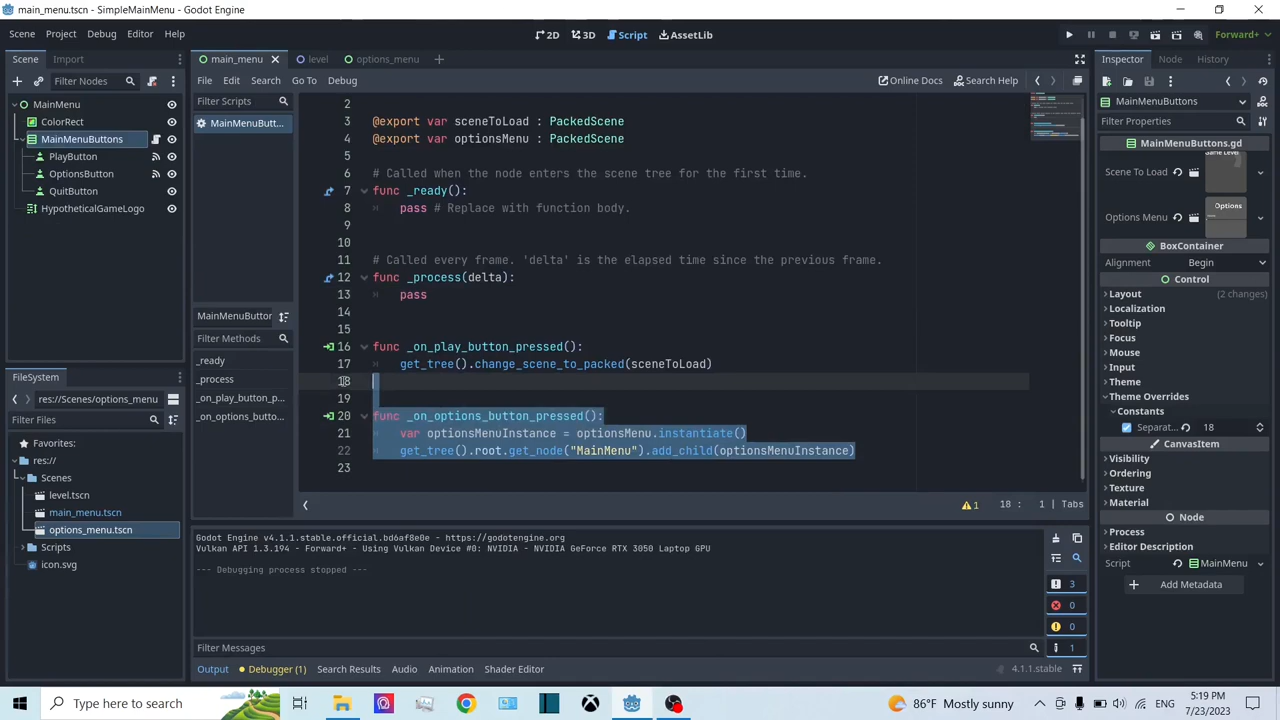 main_menu.tscn - SimpleMainMenu - Godot Engine
Scene Project Debug Editor Help
2D 3D Script AssetLib
Forward+
Scene Import
Filter Nodes
MainMenu
ColorRect
MainMenuButtons
PlayButton
OptionsButton
QuitButton
HypotheticalGameLogo
FileSystem
res://Scenes/options_menu
Filter Files
Favorites:
res://
Scenes
level.tscn
main_menu.tscn
options_menu.tscn
Scripts
icon.svg
main_menu level options_menu
File Edit Search Go To Debug
Online Docs Search Help
Filter Scripts
MainMenuButt...
MainMenuButtor
Filter Methods
_ready
_process
_on_play_button_p...
_on_options_butto...
2
3 @export var sceneToLoad : PackedScene
4 @export var optionsMenu : PackedScene
5
6 # Called when the node enters the scene tree for the first time.
7 func _ready():
8 pass # Replace with function body.
9
10
11 # Called every frame. 'delta' is the elapsed time since the previous frame.
12 func _process(delta):
13 pass
14
15
16 func _on_play_button_pressed():
17 get_tree().change_scene_to_packed(sceneToLoad)
18
19
20 func _on_options_button_pressed():
21 var optionsMenuInstance = optionsMenu.instantiate()
22 get_tree().root.get_node("MainMenu").add_child(optionsMenuInstance)
23
1 18 : 1 | Tabs
Godot Engine v4.1.1.stable.official.bd6af8e0e - https://godotengine.org
Vulkan API 1.3.194 - Forward+ - Using Vulkan Device #0: NVIDIA - NVIDIA GeForce RTX 3050 Laptop GPU
--- Debugging process stopped ---
3
0
0
1
Filter Messages
Output Debugger (1) Search Results Audio Animation Shader Editor
4.1.1.stable
Inspector Node History
MainMenuButtons
Filter Properties
MainMenuButtons.gd
Scene To Load
Options Menu
Options
BoxContainer
Alignment Begin
Control
Layout (2 changes)
Localization
Tooltip
Focus
Mouse
Input
Theme
Theme Overrides
Constants
Separat... 18
CanvasItem
Visibility
Ordering
Texture
Material
Node
Process
Editor Description
Script MainMenu
Add Metadata
Type here to search
86°F Mostly sunny
ENG
5:19 PM
7/23/2023